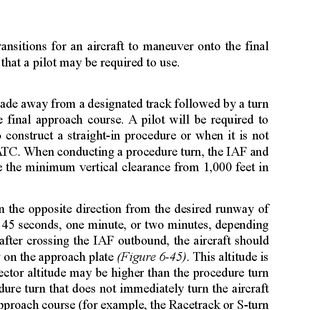 ansitions for an aircraft to maneuver onto the final
that a pilot may be required to use.
ade away from a designated track followed by a turn
e final approach course. A pilot will be required to
construct a straight-in procedure or when it is not
ATC. When conducting a procedure turn, the IAF and
e the minimum vertical clearance from 1,000 feet in
n the opposite direction from the desired runway of
45 seconds, one minute, or two minutes, depending
after crossing the IAF outbound, the aircraft should
on the approach plate (Figure 6-45). This altitude is
ector altitude may be higher than the procedure turn
dure turn that does not immediately turn the aircraft
pproach course (for example, the Racetrack or S-turn